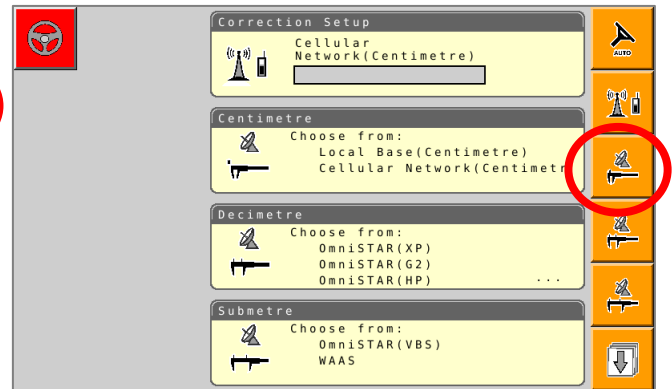 Correction Setup
Cellular
Network(Centimetre)
AUTO
Centimetre
Choose from:
Local Base(Centimetre)
Cellular Network(Centimetr
Decimetre
Choose from:
OmniSTAR(XP)
OmniSTAR(G2)
OmniSTAR(HP) ...
Submetre
Choose from:
OmniSTAR(VBS)
WAAS